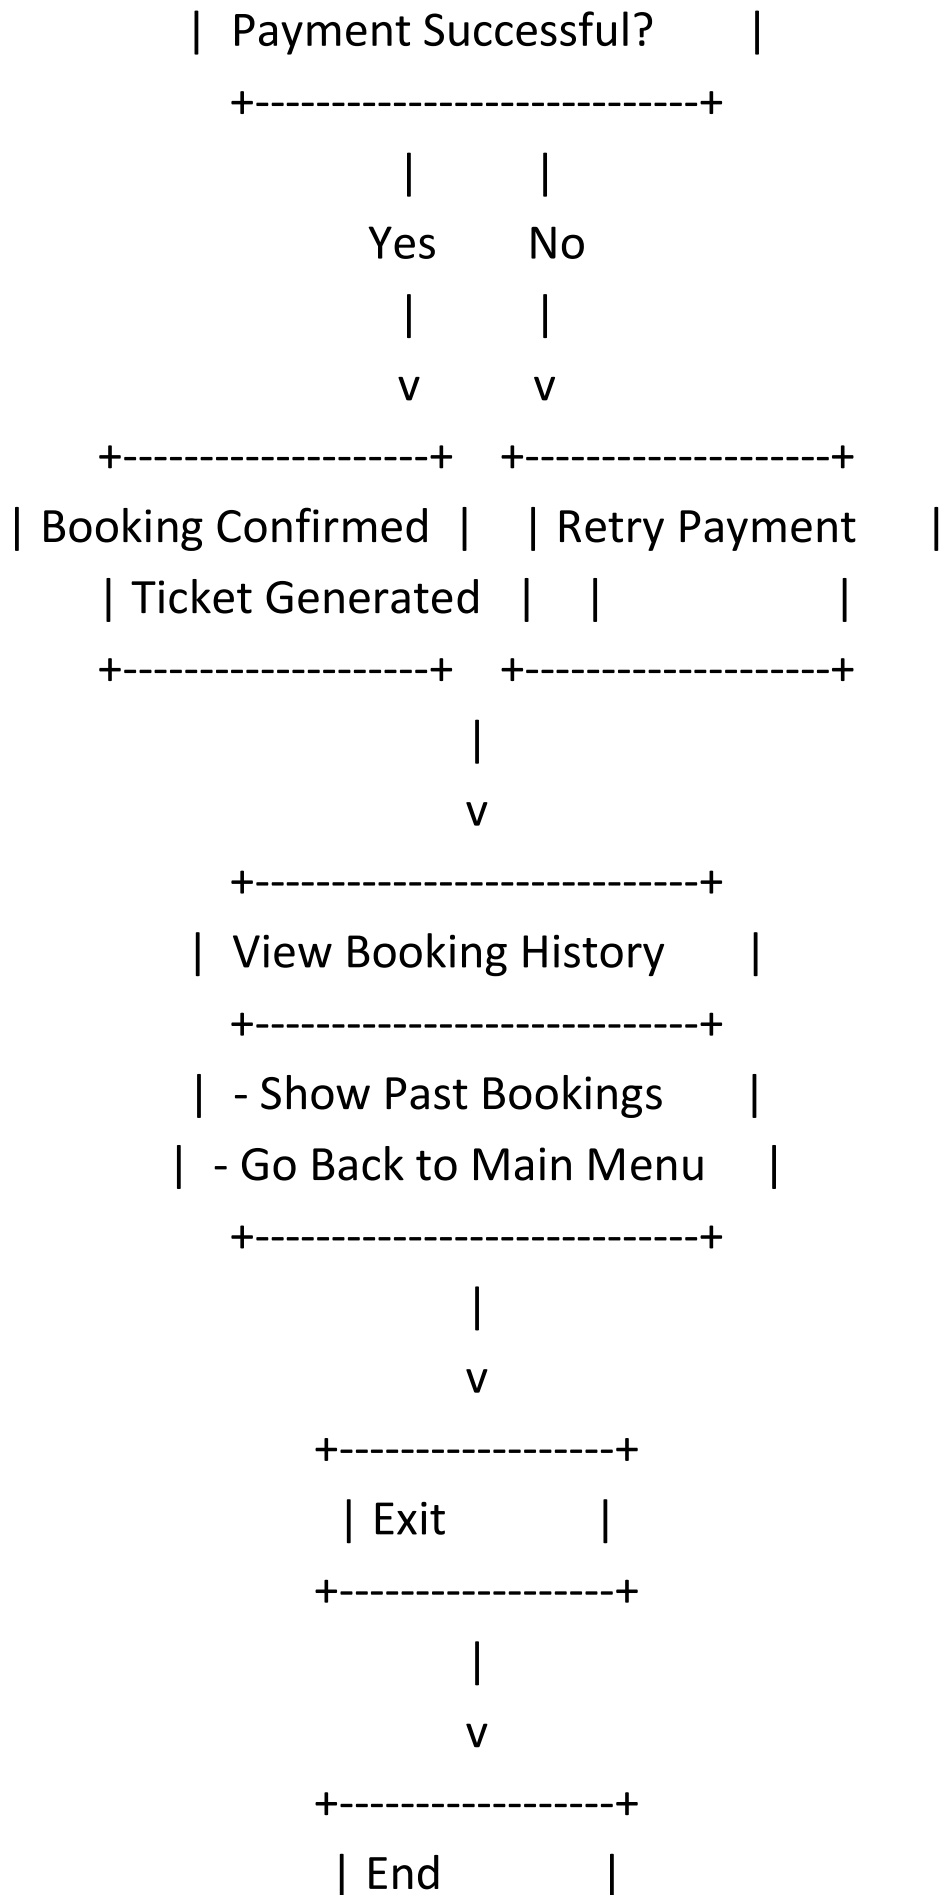 |  Payment Successful?       |
+-----------------------------+
|         |
Yes       No
|         |
v         v
+--------------------+   +--------------------+
| Booking Confirmed  |    | Retry Payment      |
| Ticket Generated   |    |                    |
+--------------------+   +--------------------+
|
v
+-----------------------------+
|  View Booking History      |
+-----------------------------+
|  - Show Past Bookings      |
|  - Go Back to Main Menu    |
+-----------------------------+
|
v
+------------------+
| Exit           |
+------------------+
|
v
+------------------+
| End            |